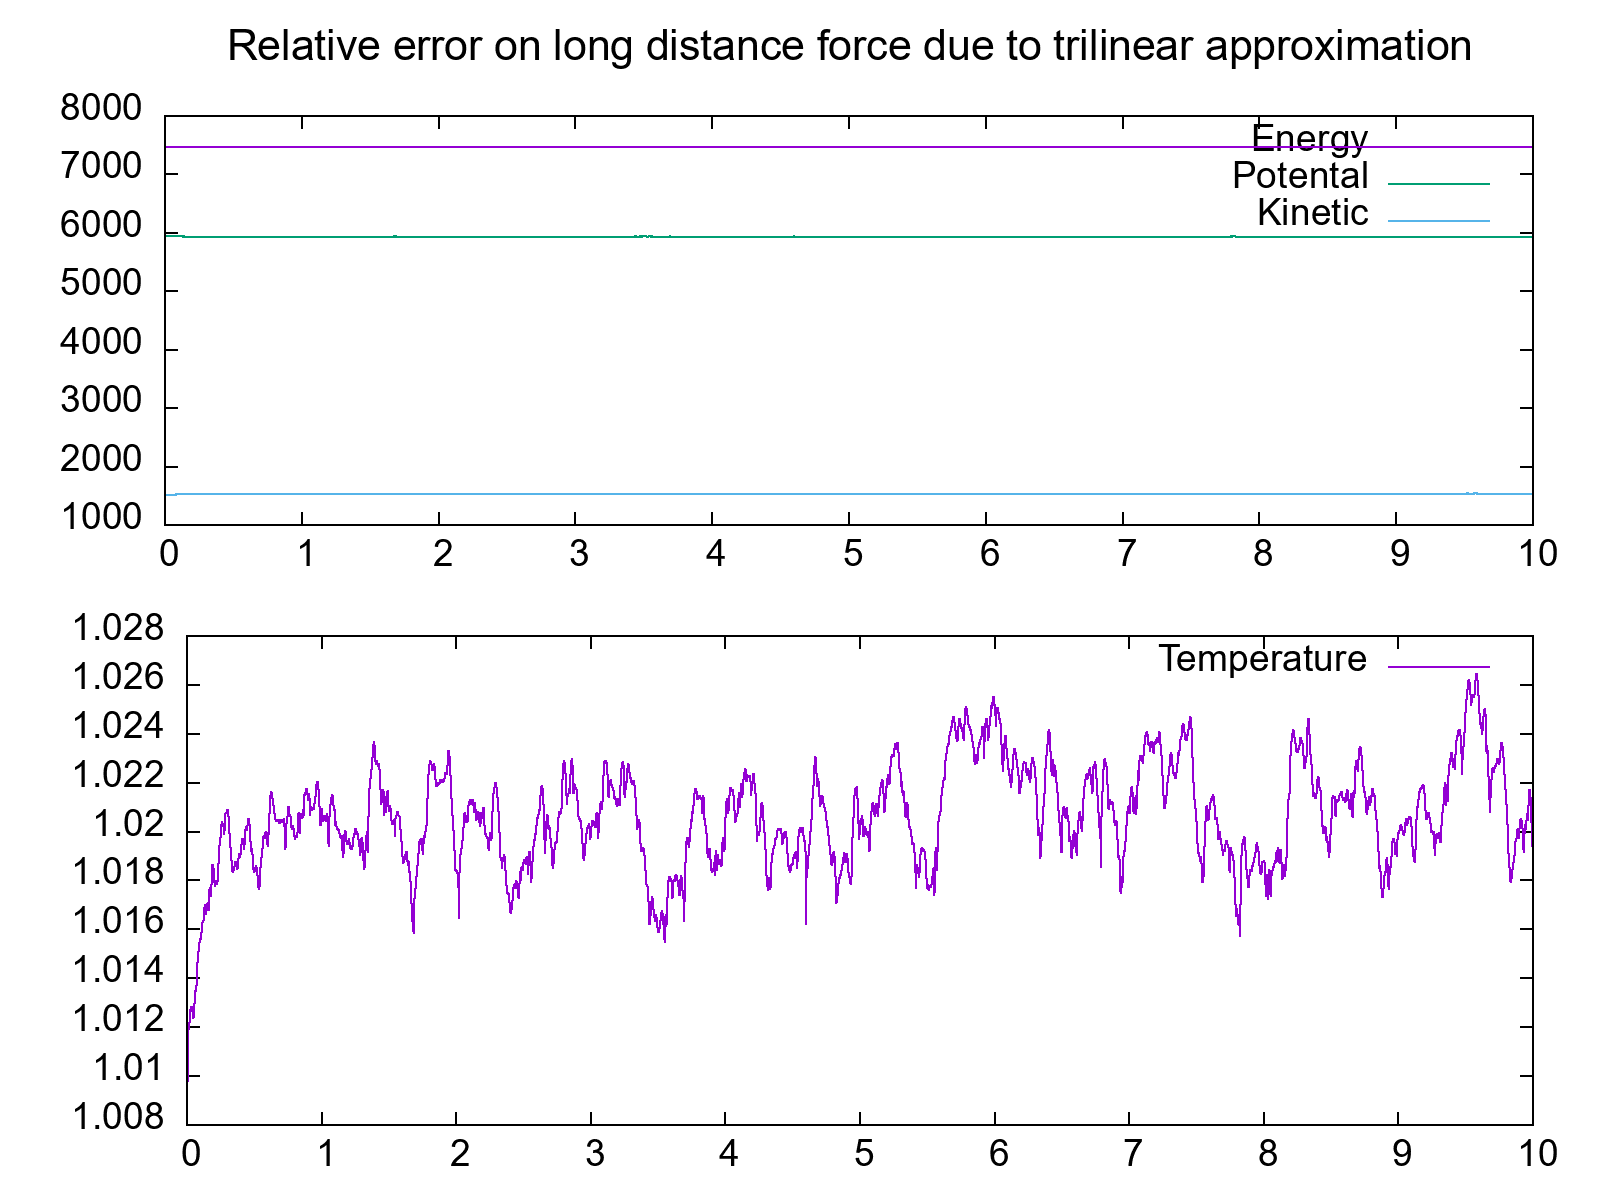 Relative error on long distance force due to trilinear approximation
8000
7000
6000
5000
4000
3000
2000
1000
0 1 2 3 4 5 6 7 8 9 10
Energy
Potental
Kinetic
1.028
1.026
1.024
1.022
1.02
1.018
1.016
1.014
1.012
1.01
1.008
0 1 2 3 4 5 6 7 8 9 10
Temperature